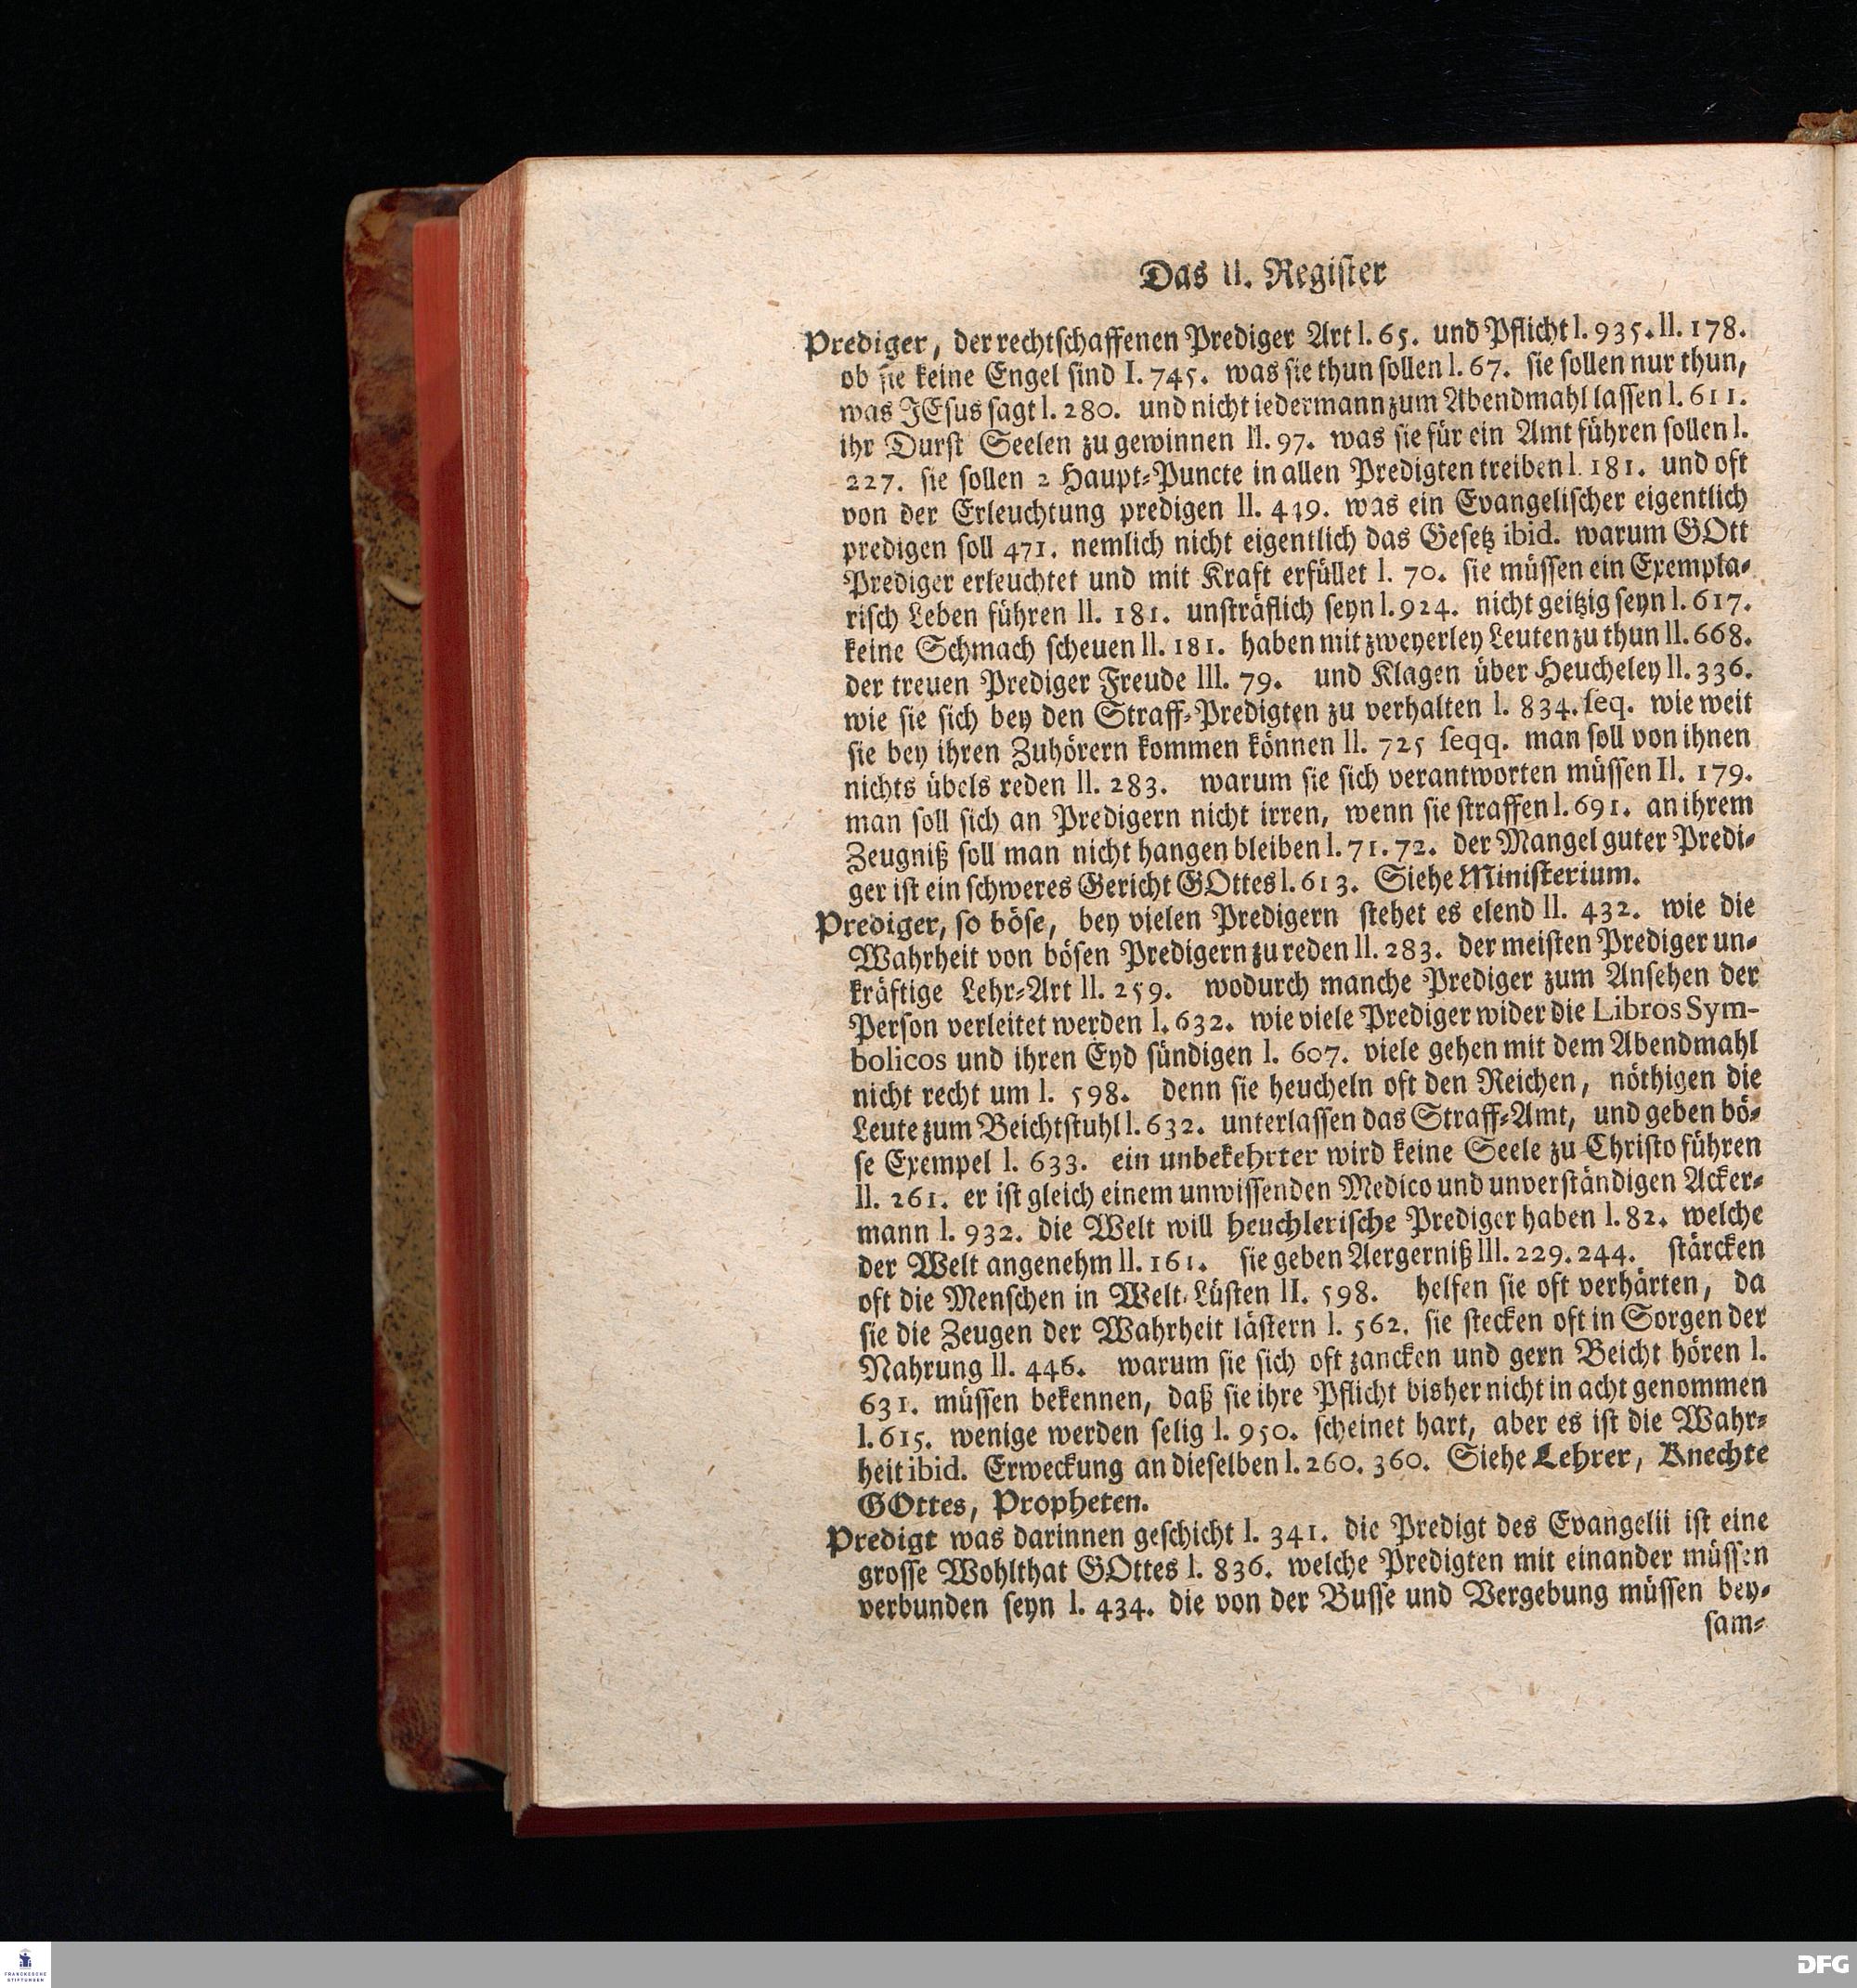 Das II. Register
Prediger, der rechtschaffenen Prediger Art I. 65. und Pflicht I. 935. II. 178.
ob sie keine Engel sind I. 745. was sie thun sollen I. 67. sie sollen nur thun,
was JEsus sagt I. 280. und nicht iedermann zum Abendmahl lassen I. 611.
ihr Durst Seelen zu gewinnen II. 97. was sie für ein Amt führen sollen I.
227. sie sollen 2 Haupt-Puncte in allen Predigten treiben I. 181. und oft
von der Erleuchtung predigen II. 419. was ein Evangelischer eigentlich
predigen soll 471. nemlich nicht eigentlich das Gesetz ibid. warum GOtt
Prediger erleuchtet und mit Kraft erfüllet I. 70. sie müssen ein Exempla-
risch Leben führen II. 181. unsträflich seyn I. 924. nicht geitzig seyn I. 617.
keine Schmach scheuen II. 181. haben mit zweyerley Leuten zu thun II. 668.
der treuen Prediger Freude III. 79. und Klagen über Heucheley II. 336.
wie sie sich bey den Straff-Predigten zu verhalten I. 834. seq. wie weit
sie bey ihren Zuhörern kommen können II. 725 seqq. man soll von ihnen
nichts übels reden II. 283. warum sie sich verantworten müssen II. 179.
man soll sich an Predigern nicht irren, wenn sie straffen I. 691. an ihrem
Zeugniß soll man nicht hangen bleiben I. 71. 72. der Mangel guter Predi-
ger ist ein schweres Gericht GOttes I. 613. Siehe Ministerium.
Prediger, so böse, bey vielen Predigern stehet es elend II. 432. wie die
Wahrheit von bösen Predigern zu reden II. 283. der meisten Prediger un-
kräftige Lehr-Art II. 259. wodurch manche Prediger zum Ansehen der
Person verleitet werden I. 632. wie viele Prediger wider die Libros Sym-
bolicos und ihren Eyd sündigen I. 607. viele gehen mit dem Abendmahl
nicht recht um I. 598. denn sie heucheln oft den Reichen, nöthigen die
Leute zum Beichtstuhl I. 632. unterlassen das Straff-Amt, und geben bö-
se Exempel I. 633. ein unbekehrter wird keine Seele zu Christo führen
II. 261. er ist gleich einem unwissenden Medico und unverständigen Acker-
mann I. 932. die Welt will heuchlerische Prediger haben I. 82. welche
der Welt angenehm II. 161. sie geben Aergerniß III. 229. 244. stärcken
oft die Menschen in Welt-Lüsten II. 598. helfen sie oft verhärten, da
sie die Zeugen der Wahrheit lästern I. 562. sie stecken oft in Sorgen der
Nahrung II. 446. warum sie sich oft zancken und gern Beicht hören I.
631. müssen bekennen, daß sie ihre Pflicht bisher nicht in acht genommen
I. 615. wenige werden selig I. 950. scheinet hart, aber es ist die Wahr-
heit ibid. Erweckung an dieselben I. 260. 360. Siehe Lehrer, Knechte
GOttes, Propheten.
Predigt was darinnen geschicht I. 341. die Predigt des Evangelii ist eine
grosse Wohlthat GOttes I. 836. welche Predigten mit einander müssen
verbunden seyn I. 434. die von der Busse und Vergebung müssen bey-
sam-
FRANCKESCHE
STIFTUNGEN
DFG